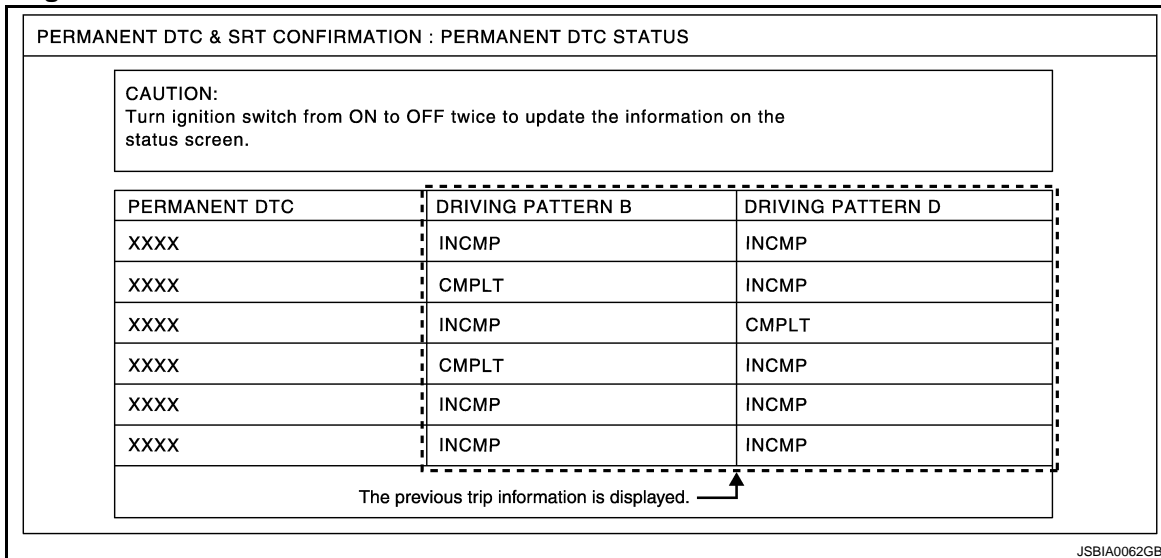 PERMANENT DTC & SRT CONFIRMATION : PERMANENT DTC STATUS
CAUTION:
Turn ignition switch from ON to OFF twice to update the information on the
status screen.
PERMANENT DTC DRIVING PATTERN B DRIVING PATTERN D
XXXX INCMP INCMP
XXXX CMPLT INCMP
XXXX INCMP CMPLT
XXXX CMPLT INCMP
XXXX INCMP INCMP
XXXX INCMP INCMP
The previous trip information is displayed.
JSBIA0062GB